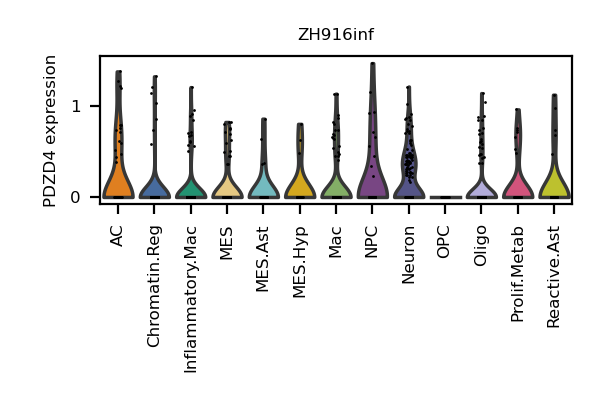 ZH916inf
PDZD4 expression
1
0
AC
Chromatin.Reg
Inflammatory.Mac
MES
MES.Ast
MES.Hyp
Mac
NPC
Neuron
OPC
Oligo
Prolif.Metab
Reactive.Ast